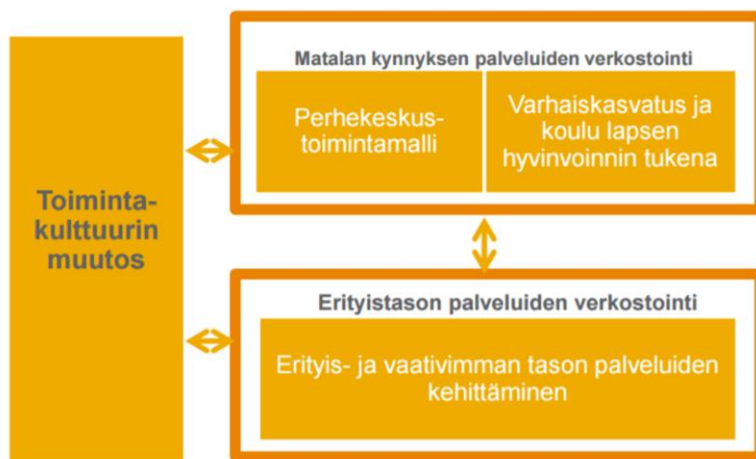 Toiminta-
kulttuurin
muutos
Matalan kynnyksen palveluiden verkostointi
Perhekeskus-
toimintamalli
Varhaiskasvatus ja
koulu lapsen
hyvinvoinnin tukena
Erityistason palveluiden verkostointi
Erityis- ja vaativimman tason palveluiden
kehittäminen